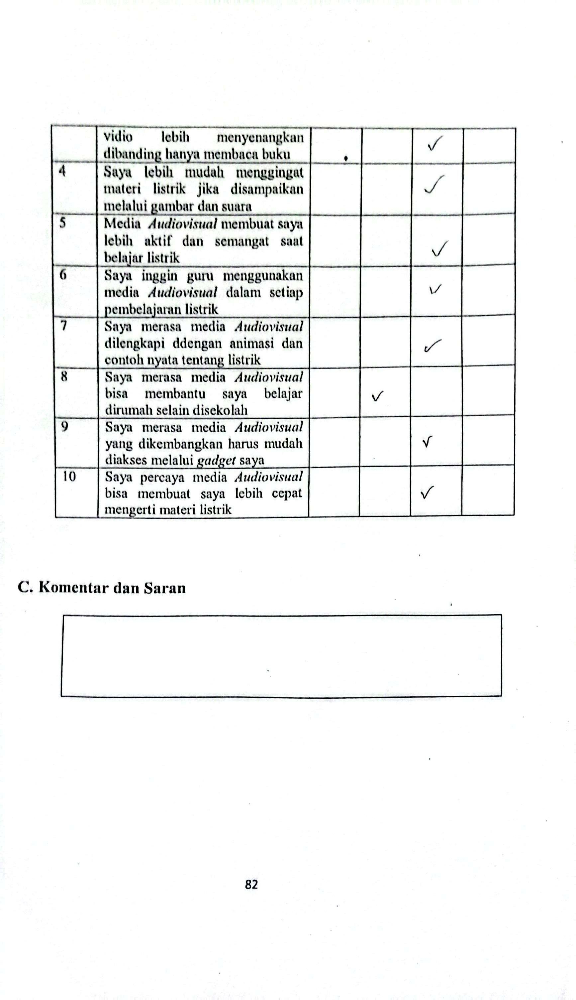 vidio lebih menyenangkan
dibanding hanya membaca buku
✓
4
Saya lebih mudah menggingat
materi listrik jika disampaikan
melalui gambar dan suara
✓
5
Media Audiovisual membuat saya
lebih aktif dan semangat saat
belajar listrik
✓
6
Saya inggin guru menggunakan
media Audiovisual dalam setiap
pembelajaran listrik
✓
7
Saya merasa media Audiovisual
dilengkapi ddengan animasi dan
contoh nyata tentang listrik
✓
8
Saya merasa media Audiovisual
bisa membantu saya belajar
dirumah selain disekolah
✓
9
Saya merasa media Audiovisual
yang dikembangkan harus mudah
diakses melalui gadget saya
✓
10
Saya percaya media Audiovisual
bisa membuat saya lebih cepat
mengerti materi listrik
✓
C. Komentar dan Saran
82